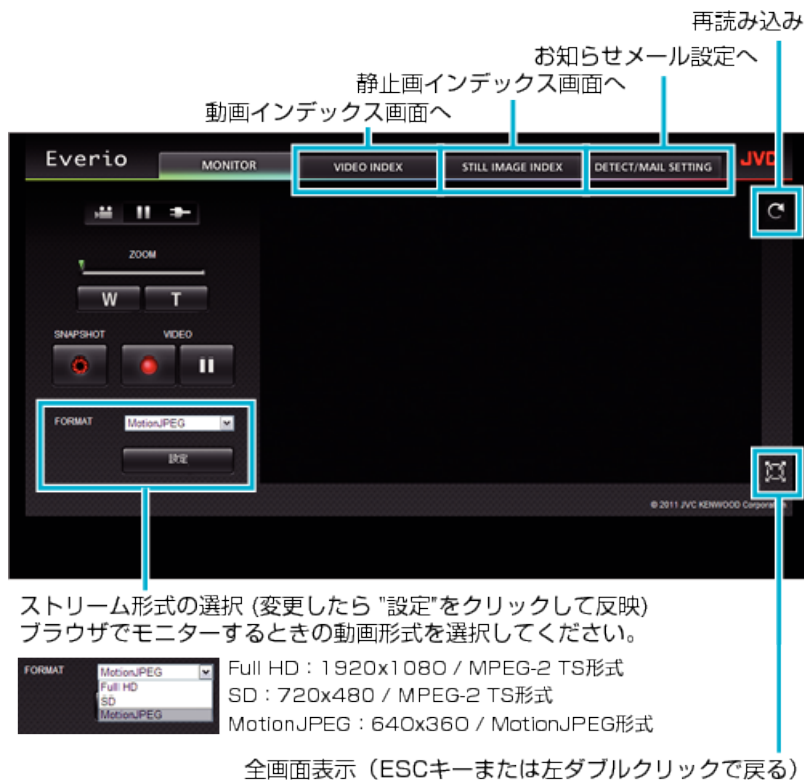 再読み込み
お知らせメール設定へ
静止画インデックス画面へ
動画インデックス画面へ
Everio
MONITOR
VIDEO INDEX
STILL IMAGE INDEX
DETECT/MAIL SETTING
JVC
ZOOM
W
T
SNAPSHOT
VIDEO
FORMAT
MotionJPEG
設定
© 2011 JVC KENWOOD Corporation
ストリーム形式の選択 (変更したら "設定"をクリックして反映)
ブラウザでモニターするときの動画形式を選択してください。
FORMAT
MotionJPEG
Full HD
SD
MotionJPEG
Full HD：1920x1080 / MPEG-2 TS形式
SD：720x480 / MPEG-2 TS形式
MotionJPEG：640x360 / MotionJPEG形式
全画面表示（ESCキーまたは左ダブルクリックで戻る）